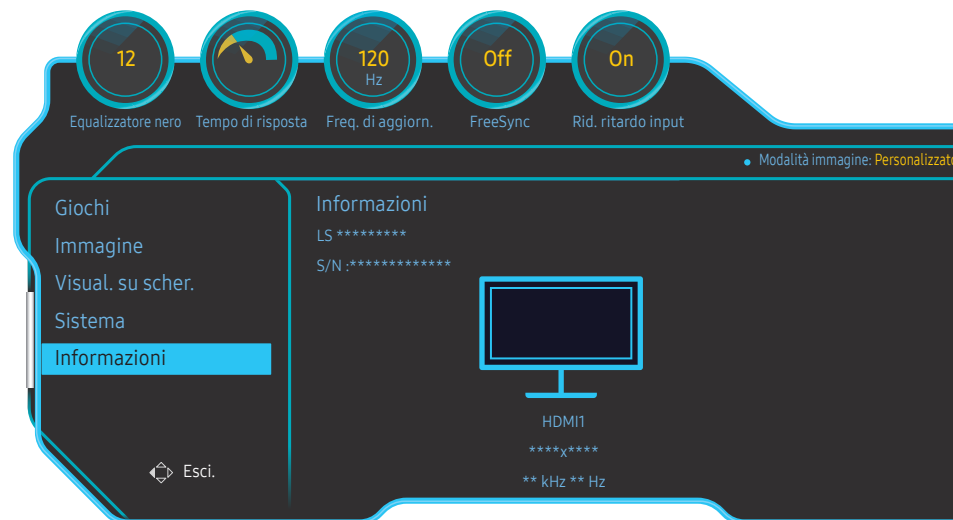 12
120
Hz
Off
On
Equalizzatore nero
Tempo di risposta
Freq. di aggiorn.
FreeSync
Rid. ritardo input
Modalità immagine: Personalizzato
Giochi
Immagine
Visual. su scher.
Sistema
Informazioni
Esci.
Informazioni
LS *********
S/N :*************
HDMI1
****x****
** kHz ** Hz